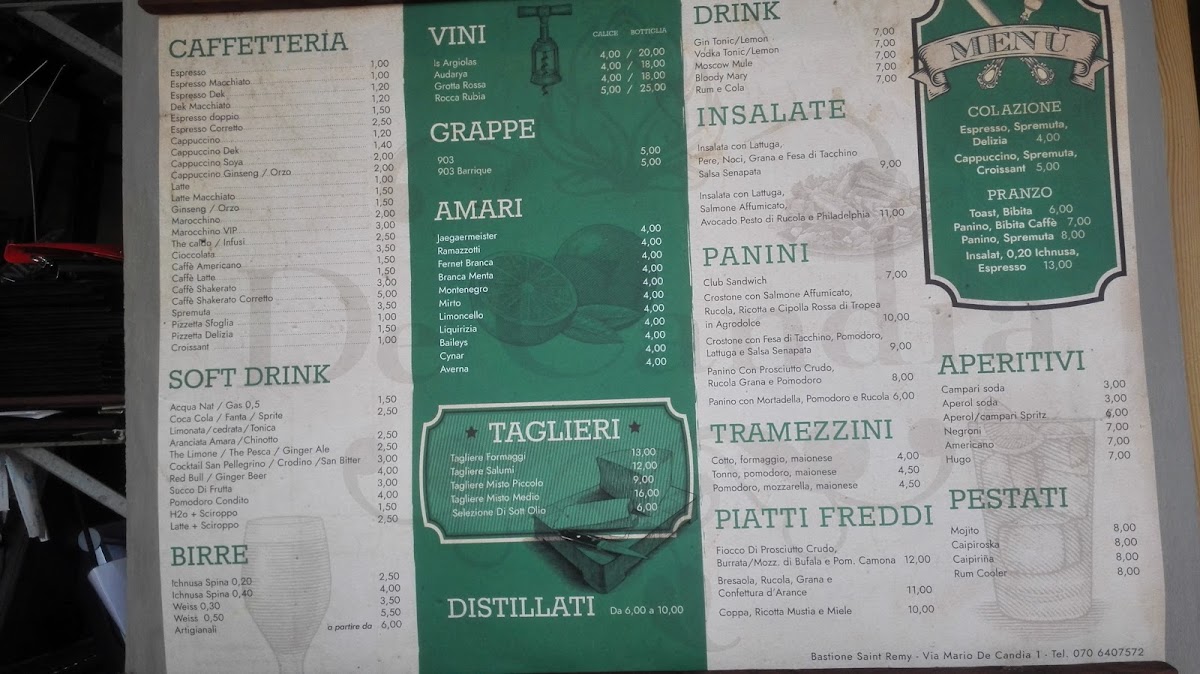 CAFFETTERIA
Espresso 1,00
Espresso Macchiato 1,00
Espresso Dek 1,20
Dek Macchiato 1,20
Espresso doppio 1,50
Espresso Corretto 2,50
Cappuccino 1,20
Cappuccino Dek 1,40
Cappuccino Soya 2,00
Cappuccino Ginseng / Orzo 2,00
Latte 1,00
Latte Macchiato 1,50
Ginseng / Orzo 1,50
Marocchino 2,00
Marocchino VIP 3,00
The caldo / Infusi 2,50
Cioccolata 3,50
Caffè Americano 1,50
Caffè Latte 1,50
Caffè Shakerato 3,00
Caffè Shakerato Corretto 5,00
Spremuta 3,50
Pizzetta Sfoglia 1,00
Pizzetta Delizia 1,50
Croissant 1,00
SOFT DRINK
Acqua Nat / Gas 0,5 1,50
Coca Cola / Fanta / Sprite 2,50
Limonata/cedrata/Tonica
Aranciata Amara /Chinotto 2,50
The Limone / The Pesca / Ginger Ale 2,50
Cocktail San Pellegrino / Crodino /San Bitter 3,00
Red Bull / Ginger Beer 4,00
Succo Di Frutta 3,00
Pomodoro Condito 4,00
H2o + Sciroppo 1,50
Latte + Sciroppo 2,50
BIRRE
Ichnusa Spina 0,20 2,50
Ichnusa Spina 0,40 4,00
Weiss 0,30 3,50
Weiss 0,50 5,50
Artigianali a partire da 6,00
VINI CALICE BOTTIGLIA
Is Argiolas 4,00 / 20,00
Audarya 4,00 / 18,00
Grotta Rossa 4,00 / 18,00
Rocca Rubia 5,00 / 25,00
GRAPPE
903 5,00
903 Barrique 5,00
AMARI
Jaegaermeister 4,00
Ramazzotti 4,00
Fernet Branca 4,00
Branca Menta 4,00
Montenegro 4,00
Mirto 4,00
Limoncello 4,00
Liquirizia 4,00
Baileys 4,00
Cynar 4,00
Averna 4,00
TAGLIERI
Tagliere Formaggi 13,00
Tagliere Salumi 12,00
Tagliere Misto Piccolo 9,00
Tagliere Misto Medio 16,00
Selezione Di Sott Olio 6,00
DISTILLATI Da 6,00 a 10,00
DRINK
Gin Tonic/Lemon 7,00
Vodka Tonic/Lemon 7,00
Moscow Mule 7,00
Bloody Mary 7,00
Rum e Cola 7,00
INSALATE
Insalata con Lattuga,
Pere, Noci, Grana e Fesa di Tacchino
Salsa Senapata 9,00
Insalata con Lattuga,
Salmone Affumicato,
Avocado Pesto di Rucola e Philadelphia 11,00
PANINI
Club Sandwich 7,00
Crostone con Salmone Affumicato,
Rucola, Ricotta e Cipolla Rossa di Tropea
in Agrodolce 10,00
Crostone con Fesa di Tacchino, Pomodoro,
Lattuga e Salsa Senapata 9,00
Panino Con Prosciutto Crudo,
Rucola Grana e Pomodoro 8,00
Panino con Mortadella, Pomodoro e Rucola 6,00
TRAMEZZINI
Cotto, formaggio, maionese 4,00
Tonno, pomodoro, maionese 4,50
Pomodoro, mozzarella, maionese 4,50
PIATTI FREDDI
Fiocco Di Prosciutto Crudo,
Burrata/Mozz. di Bufala e Pom. Camona 12,00
Bresaola, Rucola, Grana e
Confettura d'Arance 11,00
Coppa, Ricotta Mustia e Miele 10,00
MENU
COLAZIONE
Espresso, Spremuta,
Delizia 4,00
Cappuccino, Spremuta,
Croissant 5,00
PRANZO
Toast, Bibita 6,00
Panino, Bibita Caffè 7,00
Panino, Spremuta 8,00
Insalat, 0,20 Ichnusa,
Espresso 13,00
APERITIVI
Campari soda 3,00
Aperol soda 3,00
Aperol/campari Spritz 6,00
Negroni 7,00
Americano 7,00
Hugo 7,00
PESTATI
Mojito 8,00
Caipiroska 8,00
Caipiriña 8,00
Rum Cooler 8,00
Bastione Saint Remy - Via Mario De Candia 1 - Tel. 070 6407572
De Candia